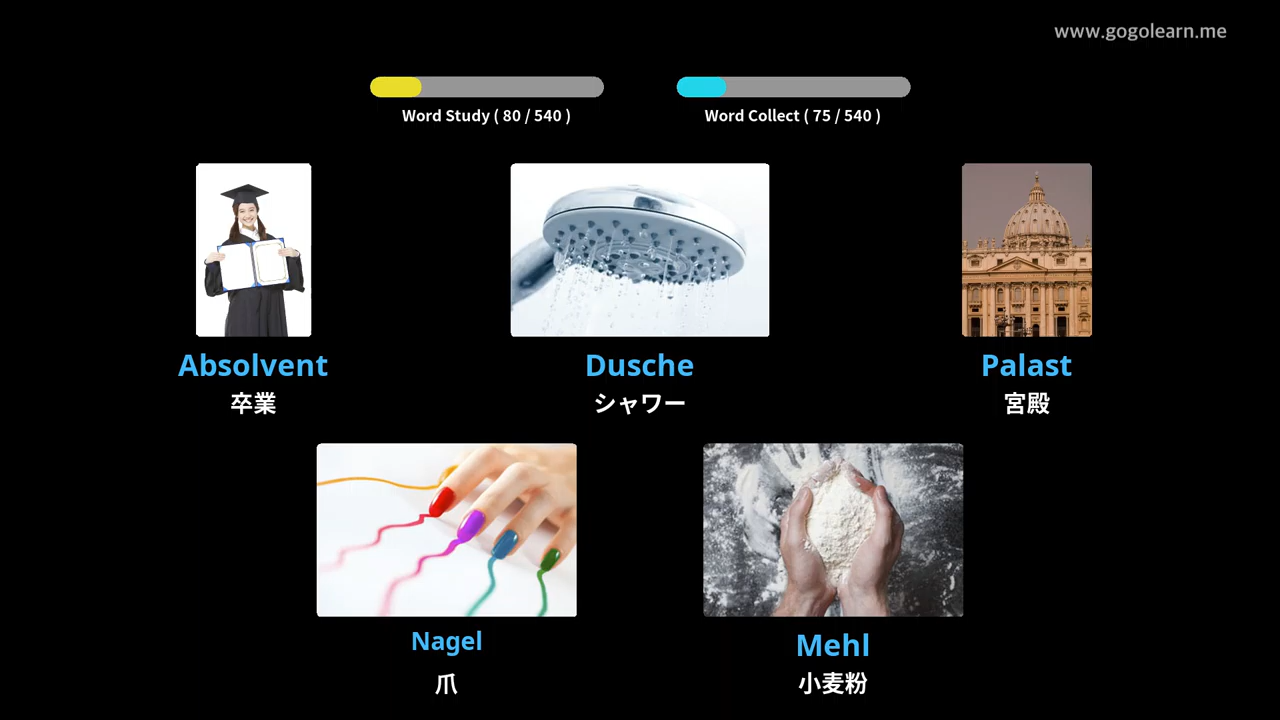 www.gogolearn.me
Word Study ( 80 / 540 )
Word Collect ( 75 / 540 )
Absolvent
卒業
Dusche
シャワー
Palast
宮殿
Nagel
爪
Mehl
小麦粉